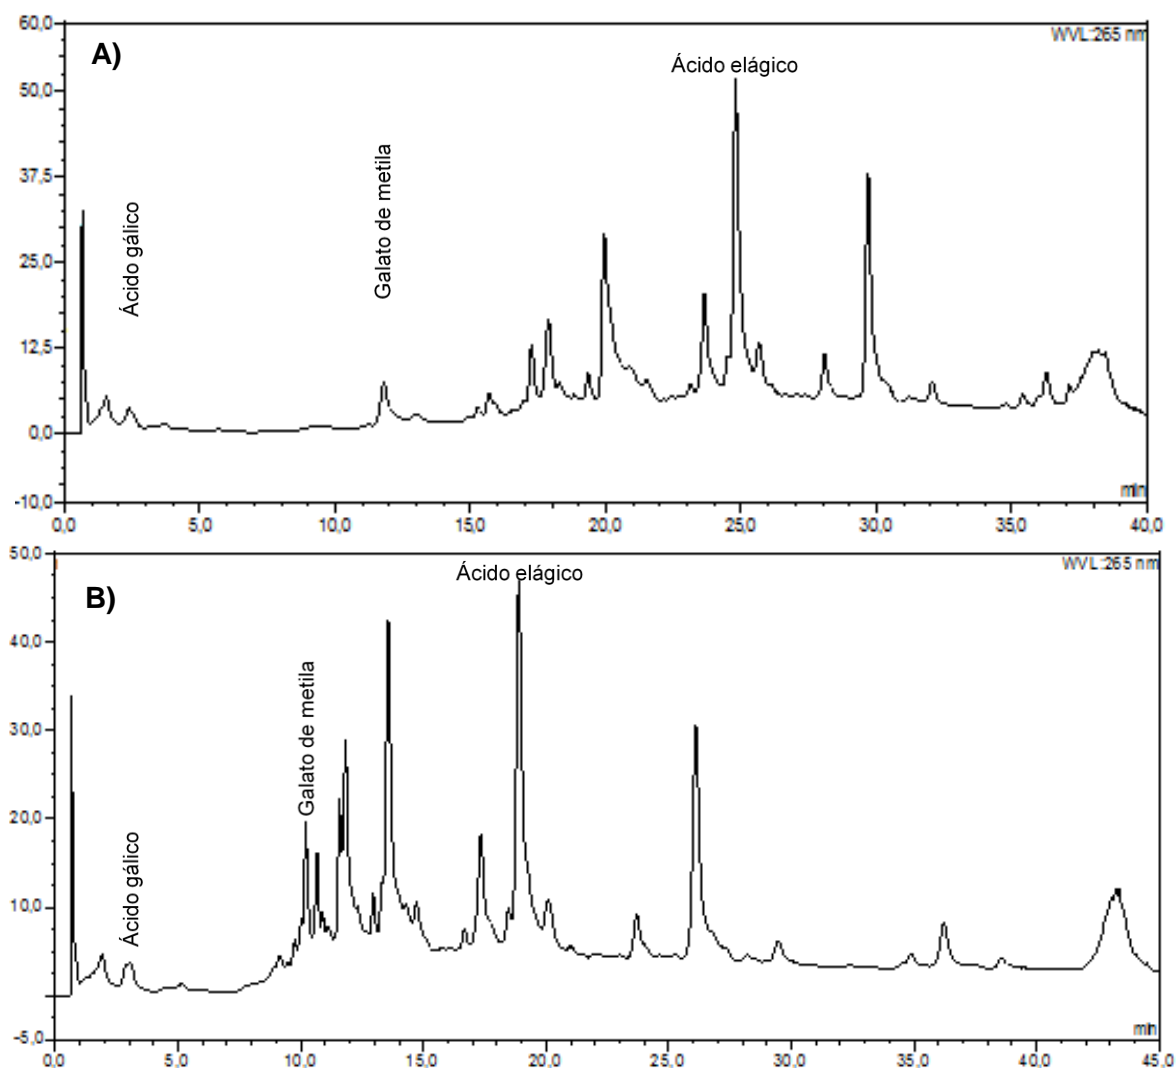 60,0
WVL:265 nm
A)
Ácido elágico
50,0
Galato de metila
37,5
Ácido gálico
25,0
12,5
0,0
-10,0
min
0,0 5,0 10,0 15,0 20,0 25,0 30,0 35,0 40,0
50,0
WVL:265 nm
Ácido elágico
B)
40,0
Galato de metila
30,0
20,0
Ácido gálico
10,0
-5,0
min
0,0 5,0 10,0 15,0 20,0 25,0 30,0 35,0 40,0 45,0